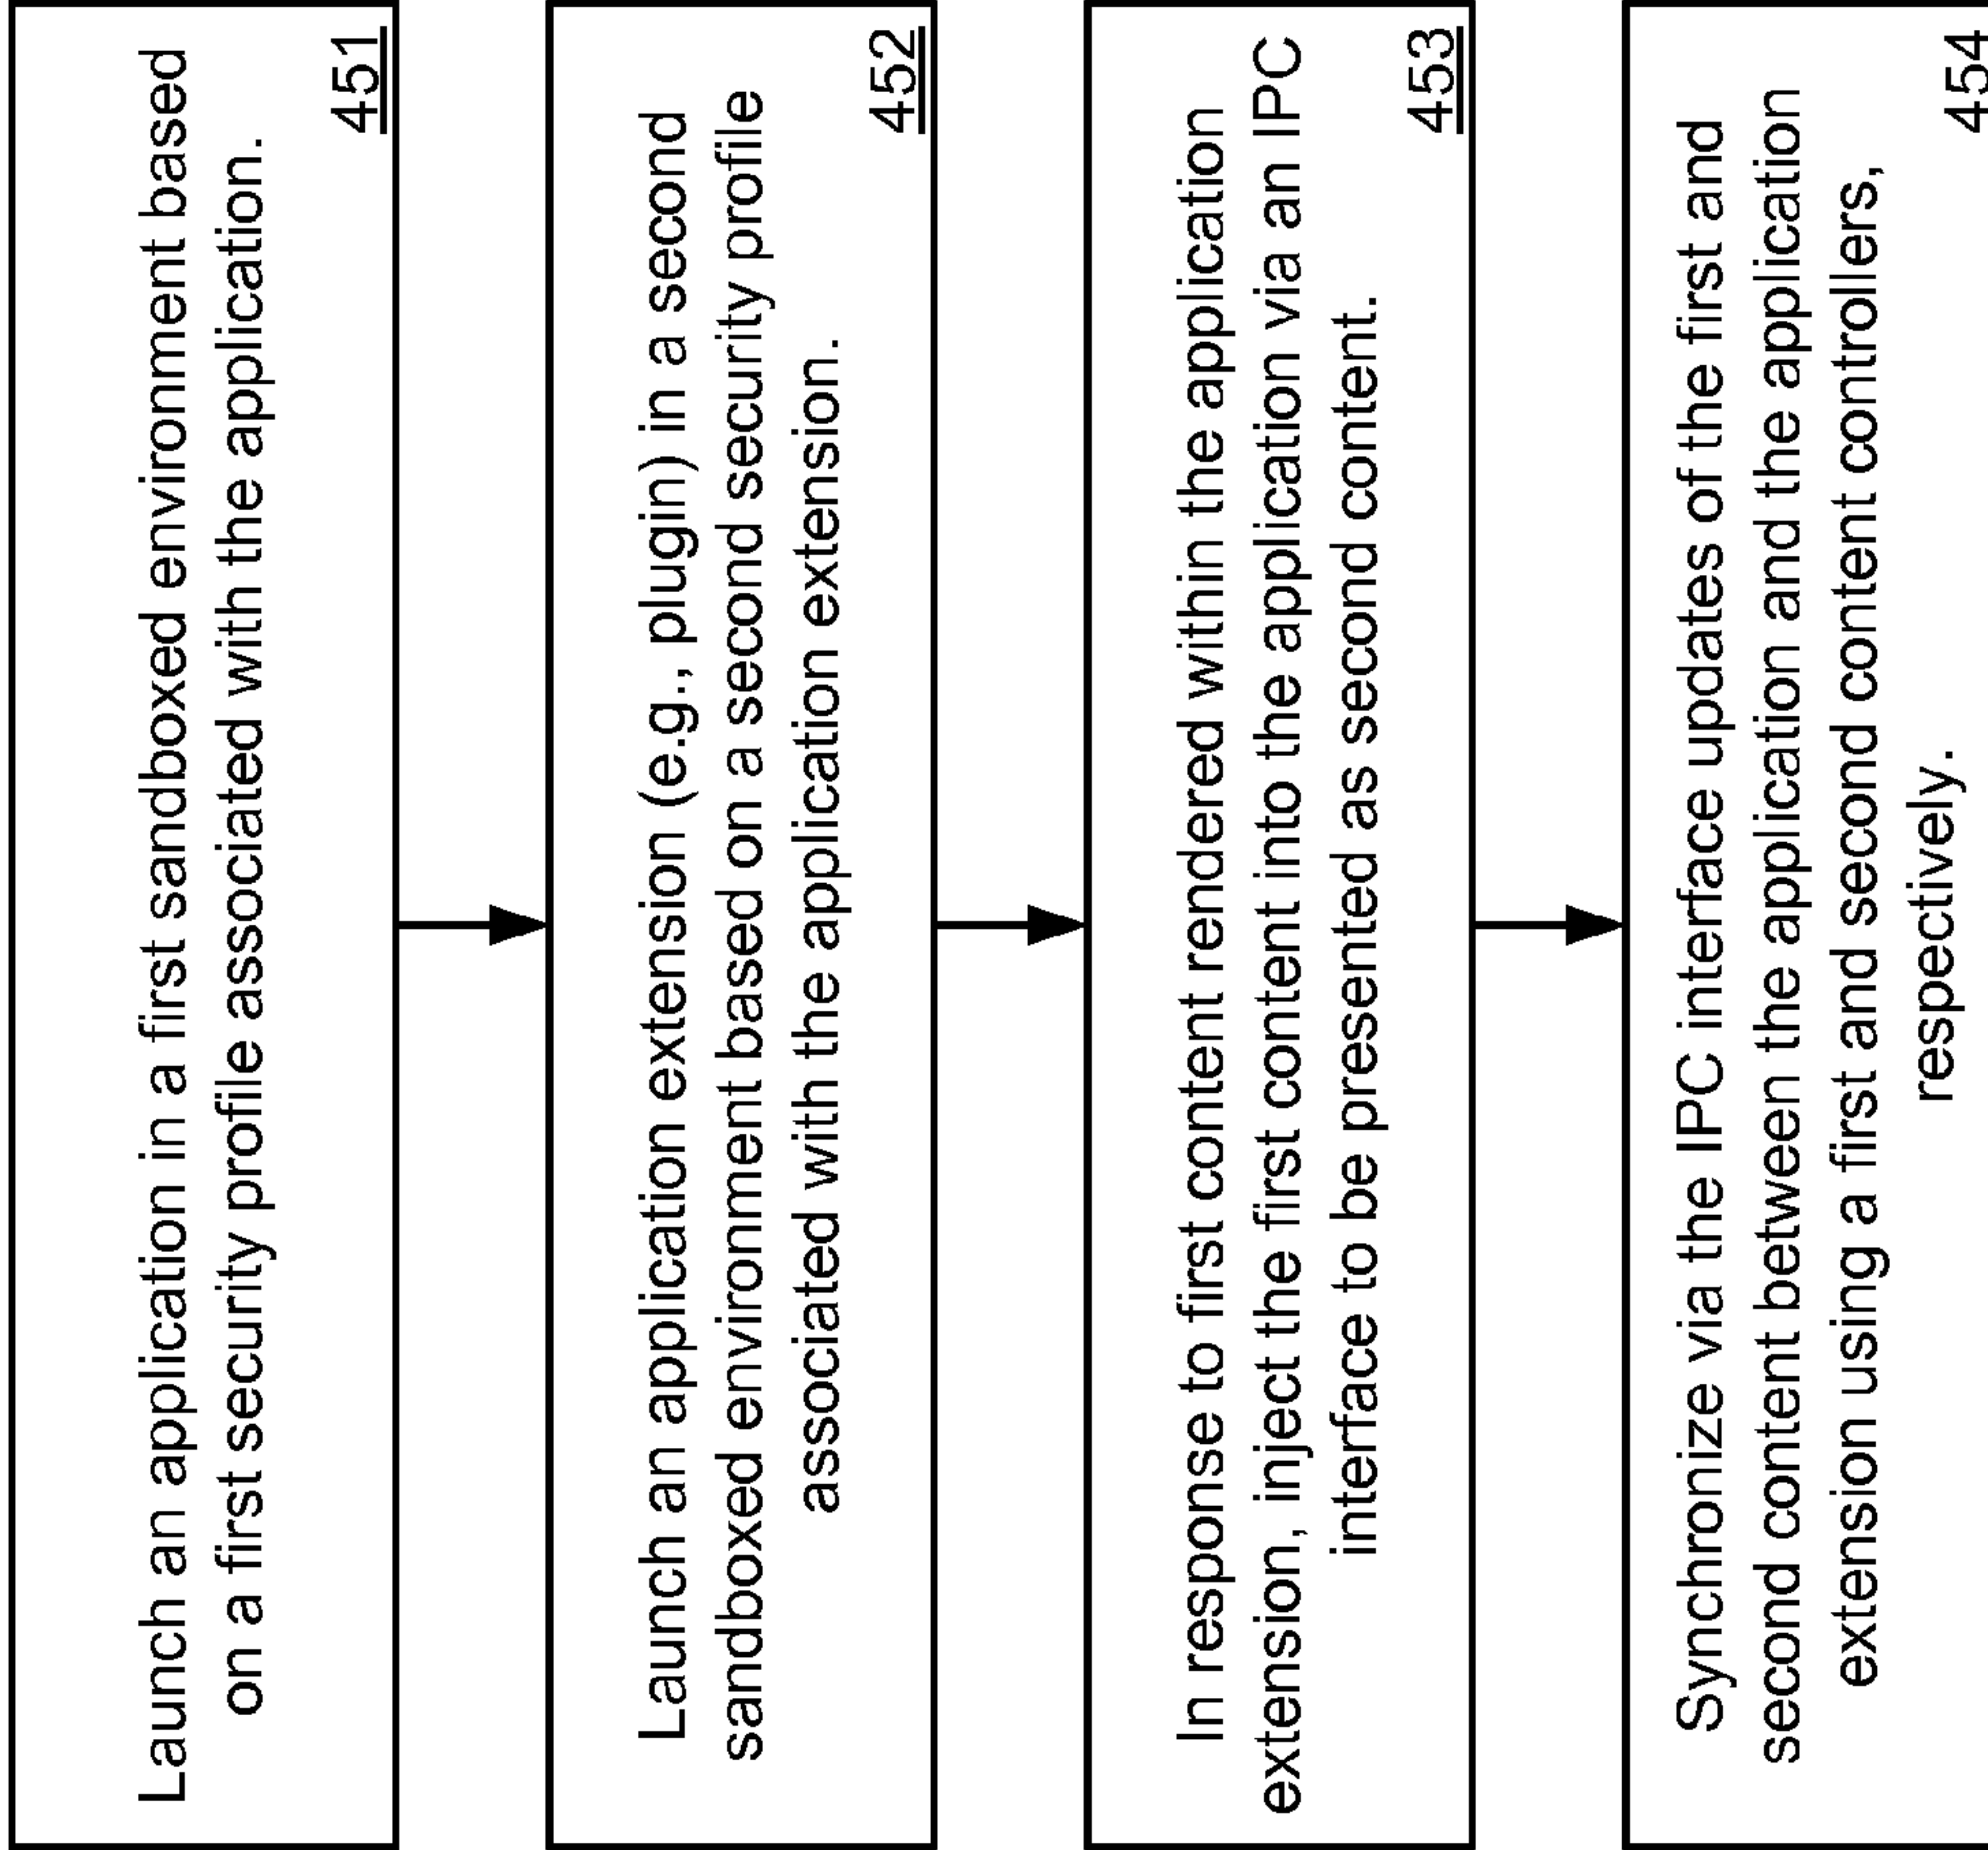 Launch an application in a first sandboxed environment based
on a first security profile associated with the application.
451
Launch an application extension (e.g., plugin) in a second
sandboxed environment based on a second security profile
associated with the application extension.
452
In response to first content rendered within the application
extension, inject the first content into the application via an IPC
interface to be presented as second content.
453
Synchronize via the IPC interface updates of the first and
second content between the application and the application
extension using a first and second content controllers,
respectively.
454